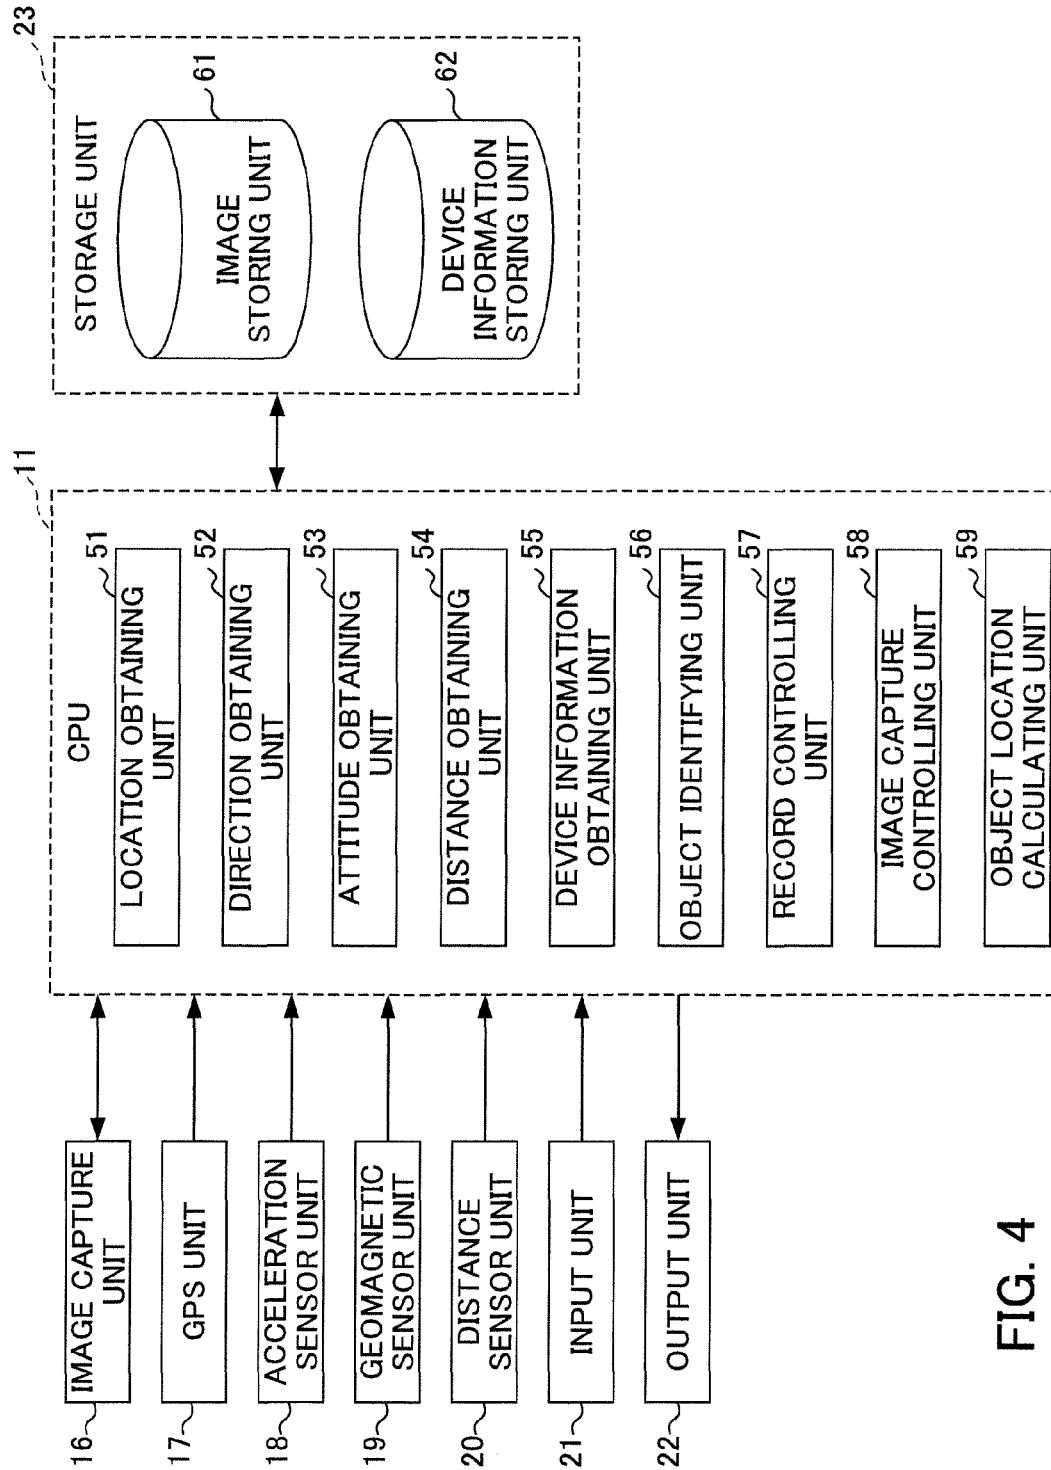 16
IMAGE CAPTURE
UNIT
17
GPS UNIT
18
ACCELERATION
SENSOR UNIT
19
GEOMAGNETIC
SENSOR UNIT
20
DISTANCE
SENSOR UNIT
21
INPUT UNIT
22
OUTPUT UNIT
11
CPU
51
LOCATION OBTAINING
UNIT
52
DIRECTION OBTAINING
UNIT
53
ATTITUDE OBTAINING
UNIT
54
DISTANCE OBTAINING
UNIT
55
DEVICE INFORMATION
OBTAINING UNIT
56
OBJECT IDENTIFYING UNIT
57
RECORD CONTROLLING
UNIT
58
IMAGE CAPTURE
CONTROLLING UNIT
59
OBJECT LOCATION
CALCULATING UNIT
23
STORAGE UNIT
61
IMAGE
STORING UNIT
62
DEVICE
INFORMATION
STORING UNIT
FIG. 4